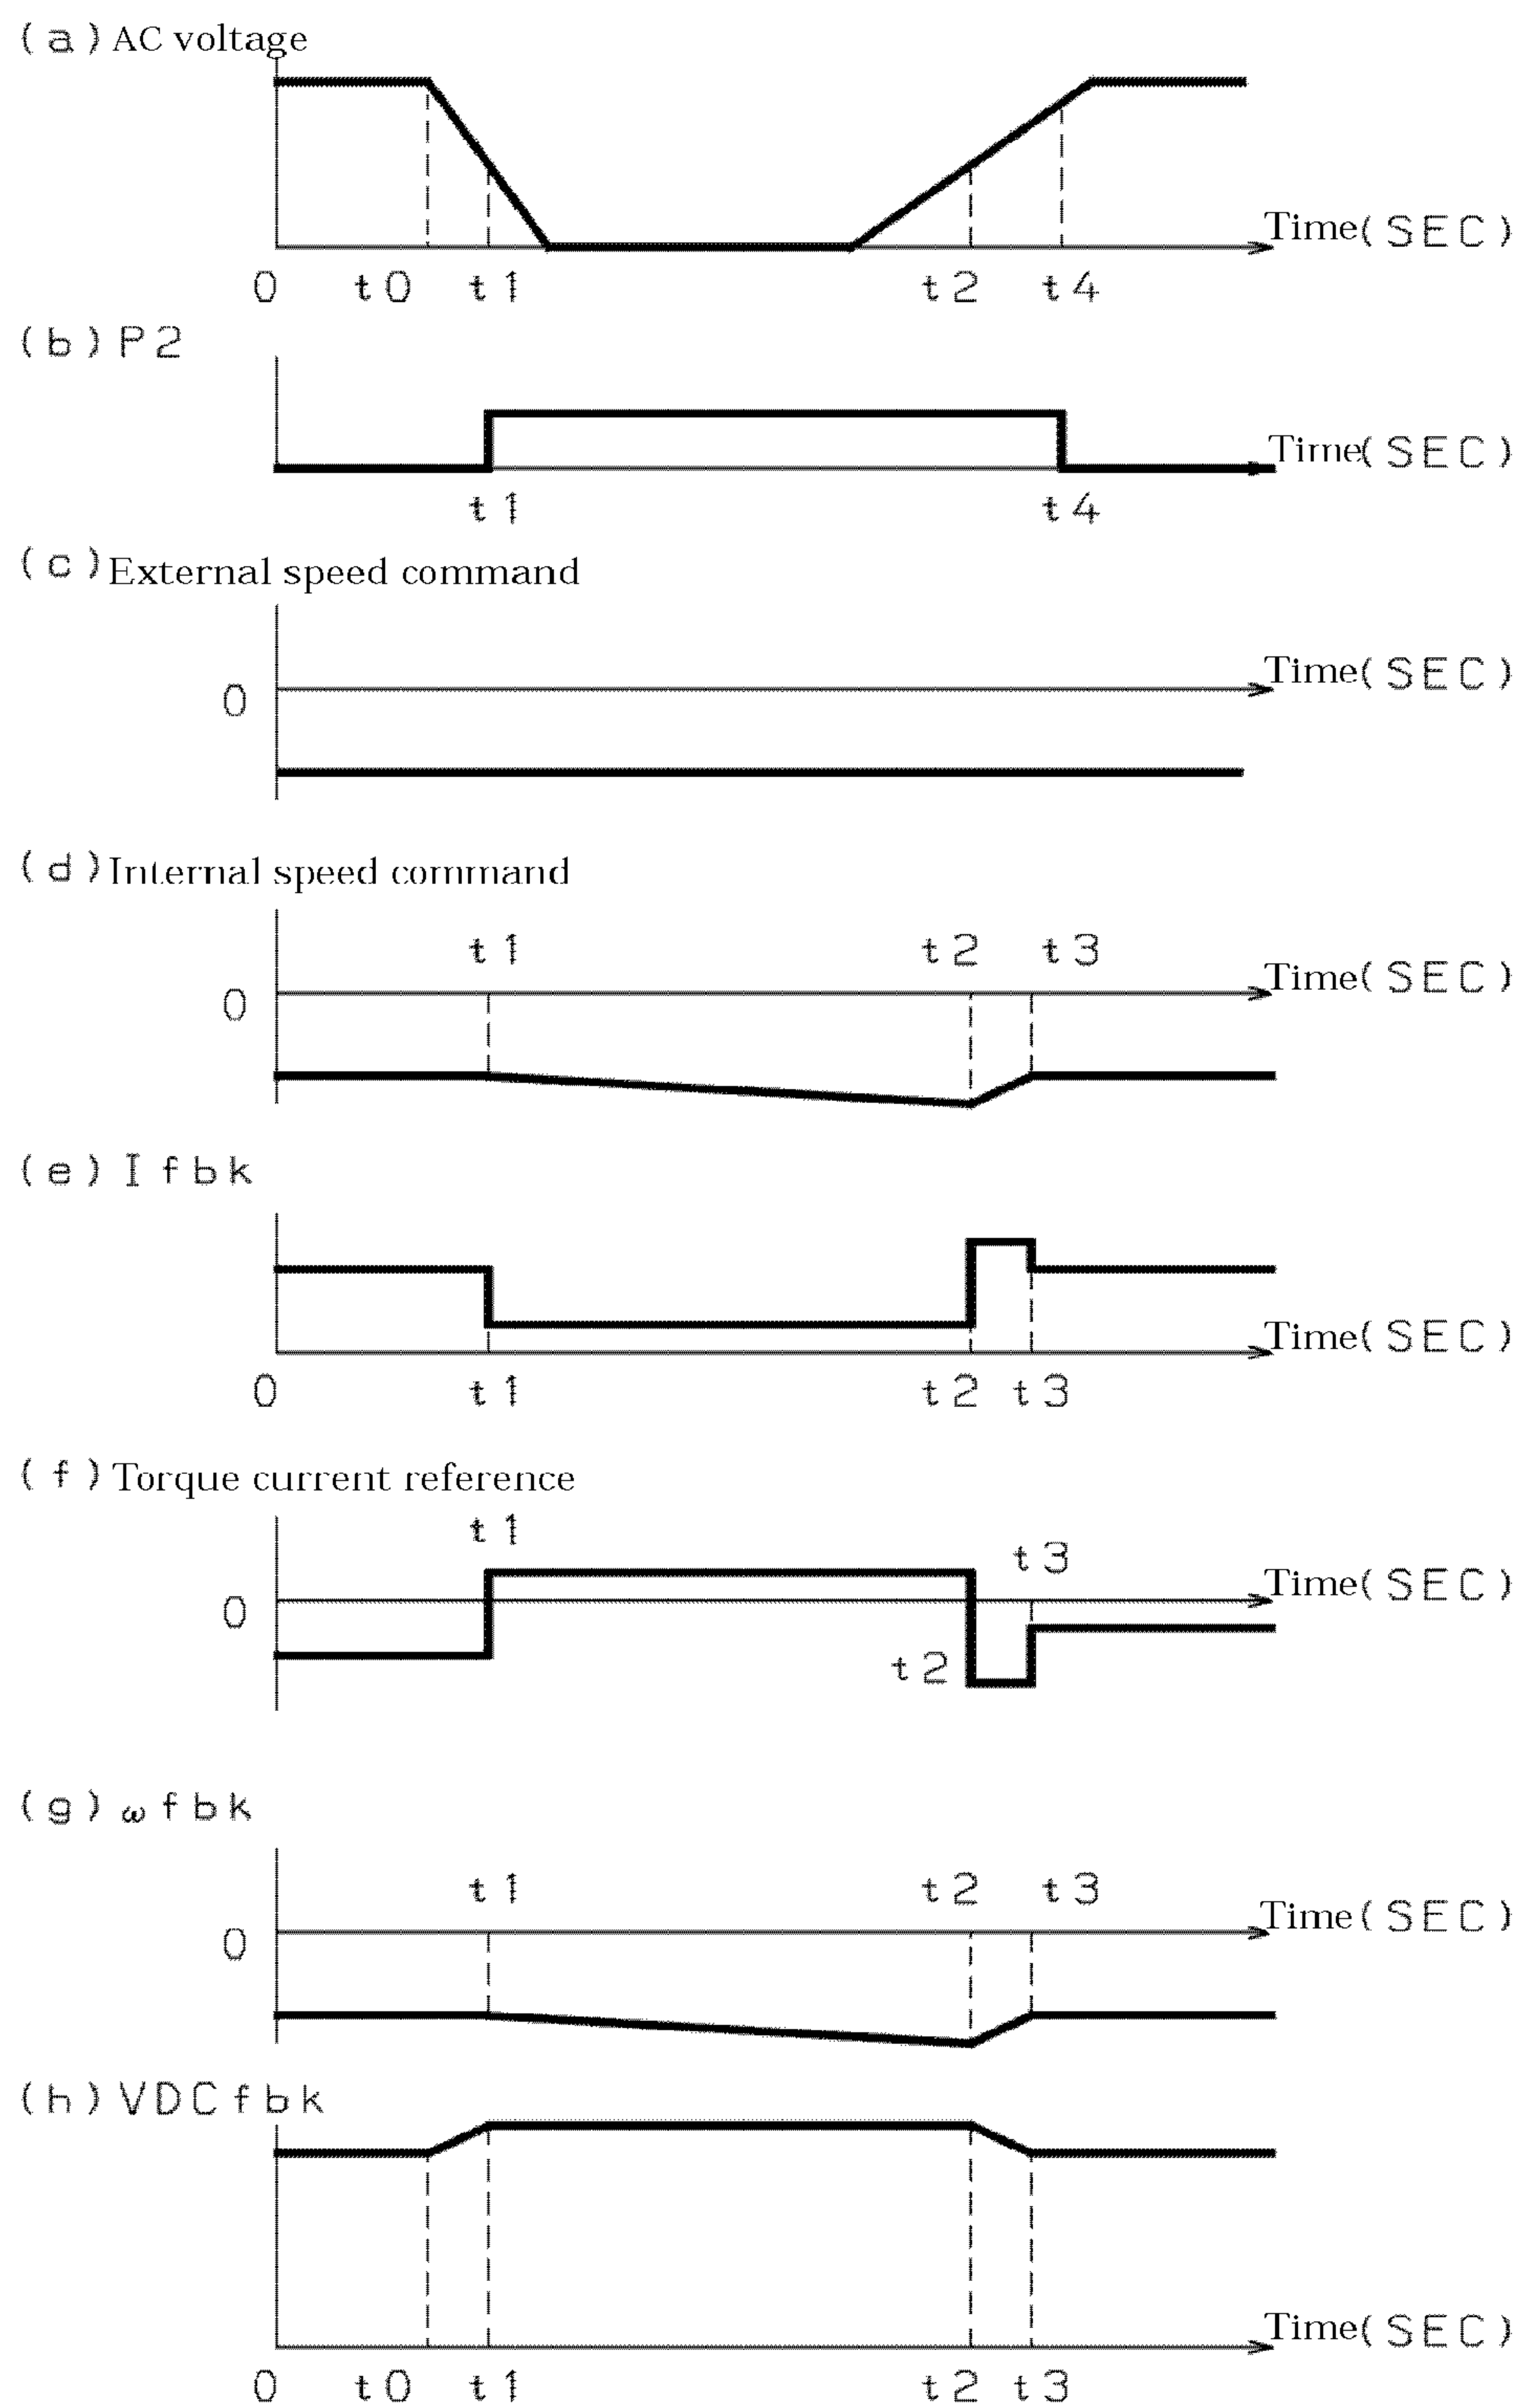 (a) AC voltage
Time(SEC)
0 t0 t1 t2 t4
(b) P2
Time(SEC)
t1 t4
(c) External speed command
Time(SEC)
0
(d) Internal speed command
t1 t2 t3
Time(SEC)
0
(e) Ifbk
Time(SEC)
0 t1 t2 t3
(f) Torque current reference
t1
t3
Time(SEC)
0
t2
(g) ωfbk
t1 t2 t3
Time(SEC)
0
(h) VDCfbk
Time(SEC)
0 t0 t1 t2 t3